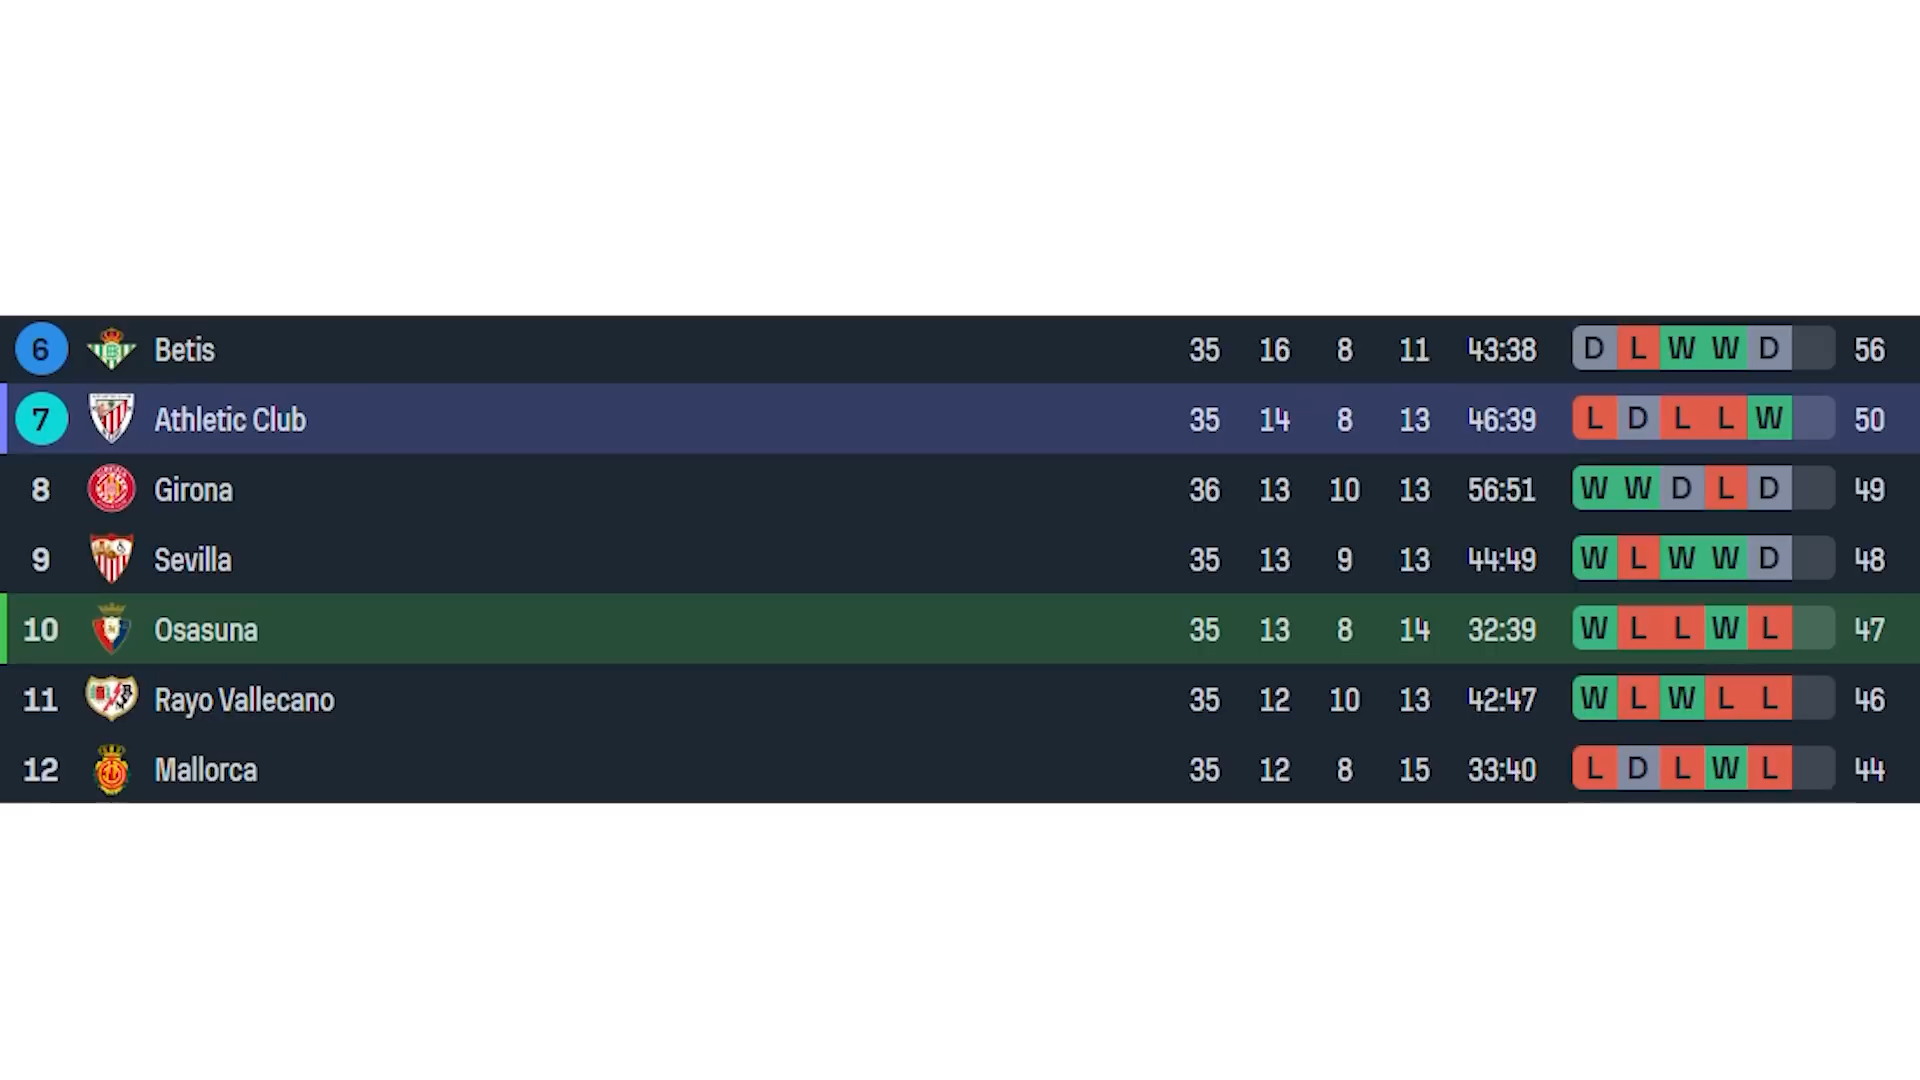 6 Betis 35 16 8 11 43:38 D L W W D 56
7 Athletic Club 35 14 8 13 46:39 L D L L W 50
8 Girona 36 13 10 13 56:51 W W D L D 49
9 Sevilla 35 13 9 13 44:49 W L W W D 48
10 Osasuna 35 13 8 14 32:39 W L L W L 47
11 Rayo Vallecano 35 12 10 13 42:47 W L W L L 46
12 Mallorca 35 12 8 15 33:40 L D L W L 44